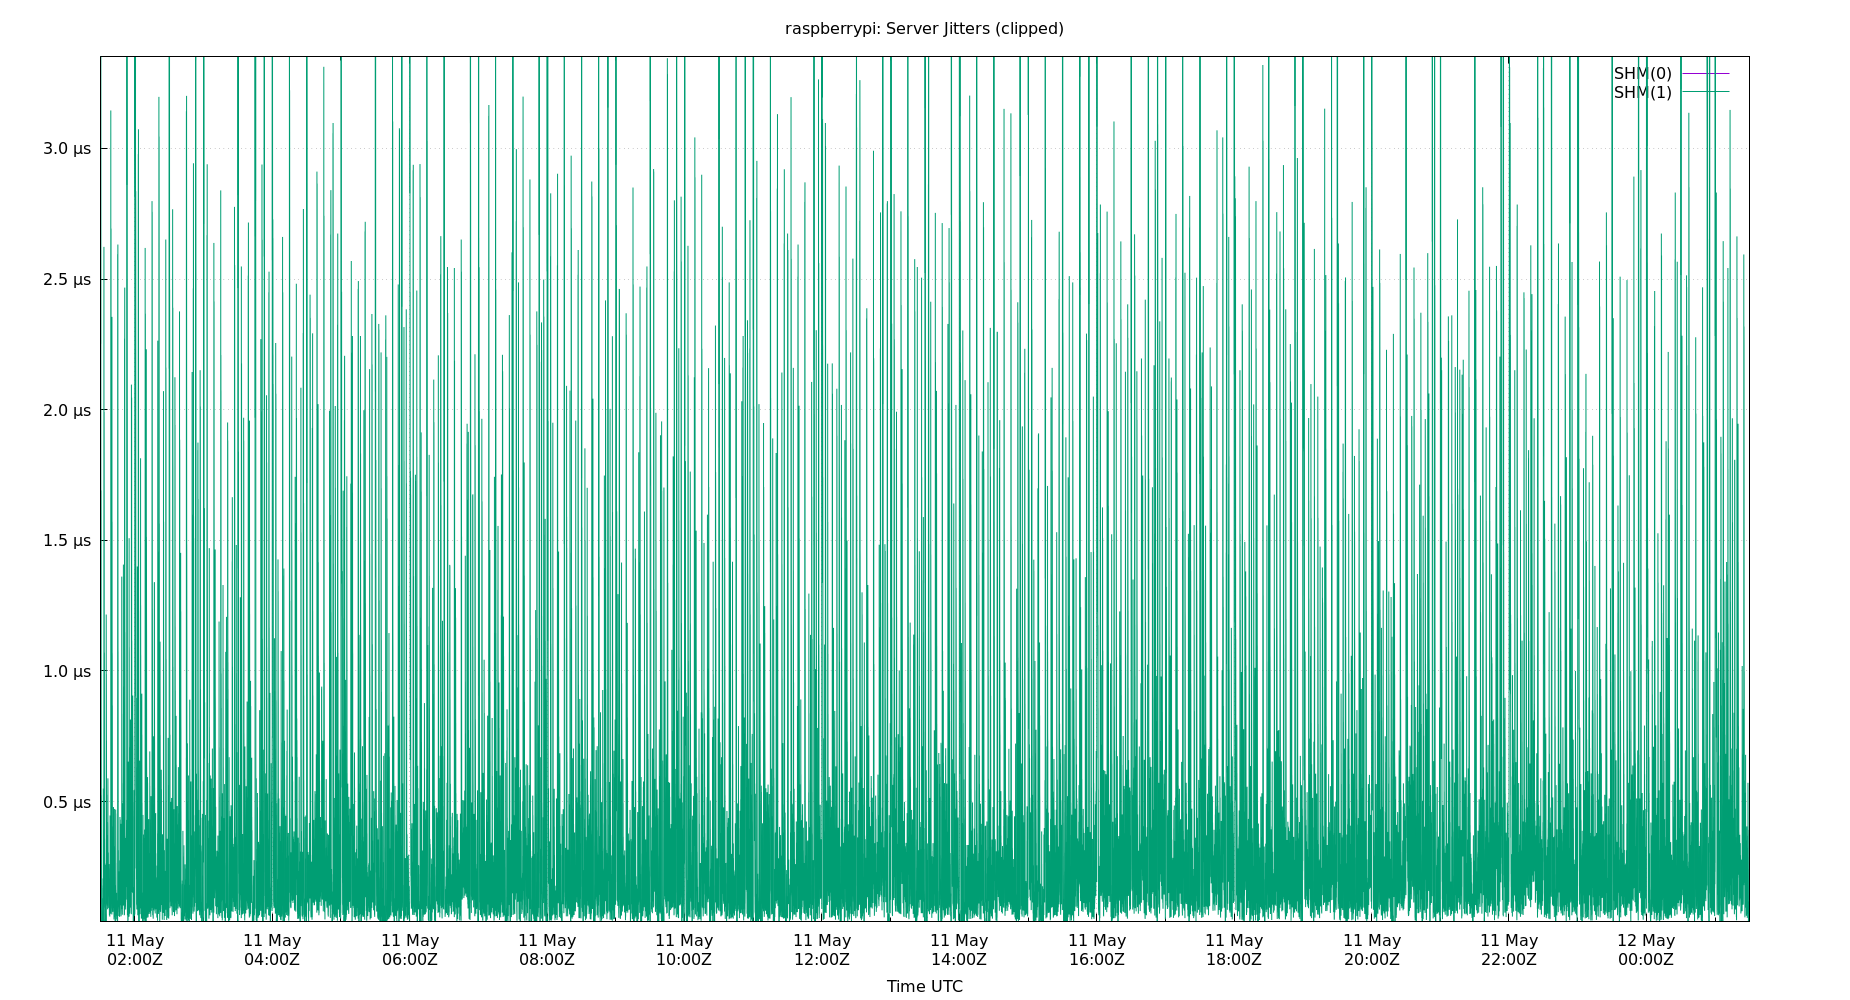 raspberrypi: Server Jitters (clipped)
SHM(0)
SHM(1)
3.0 µs
2.5 µs
2.0 µs
1.5 µs
1.0 µs
0.5 µs
11 May 11 May 11 May 11 May 11 May 11 May 11 May 11 May 11 May 11 May 11 May 12 May
02:00Z 04:00Z 06:00Z 08:00Z 10:00Z 12:00Z 14:00Z 16:00Z 18:00Z 20:00Z 22:00Z 00:00Z
Time UTC